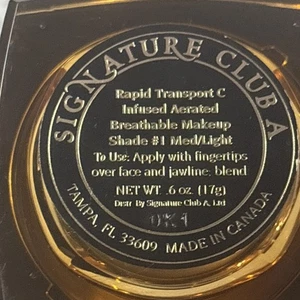 SIGNATURE CLUB A
Rapid Transport C
Infused Aerated
Breathable Makeup
Shade #1 Med/Light
To Use: Apply with fingertips
over face and jawline, blend
NET WT .6 oz (17g)
Distr By Signature Club A, Ltd
0K1
TAMPA, FL 33609 MADE IN CANADA